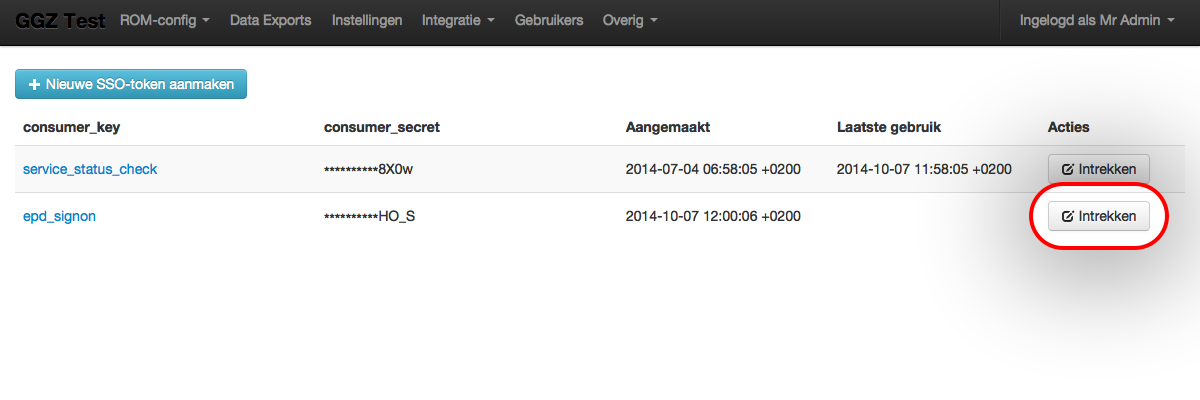 GGZ Test ROM-config Data Exports Instellingen Integratie Gebruikers Overig Ingelogd als Mr Admin
Nieuwe SSO-token aanmaken
consumer_key consumer_secret Aangemaakt Laatste gebruik Acties
service_status_check **********8X0w 2014-07-04 06:58:05 +0200 2014-10-07 11:58:05 +0200 Intrekken
epd_signon **********HO_S 2014-10-07 12:00:06 +0200 Intrekken